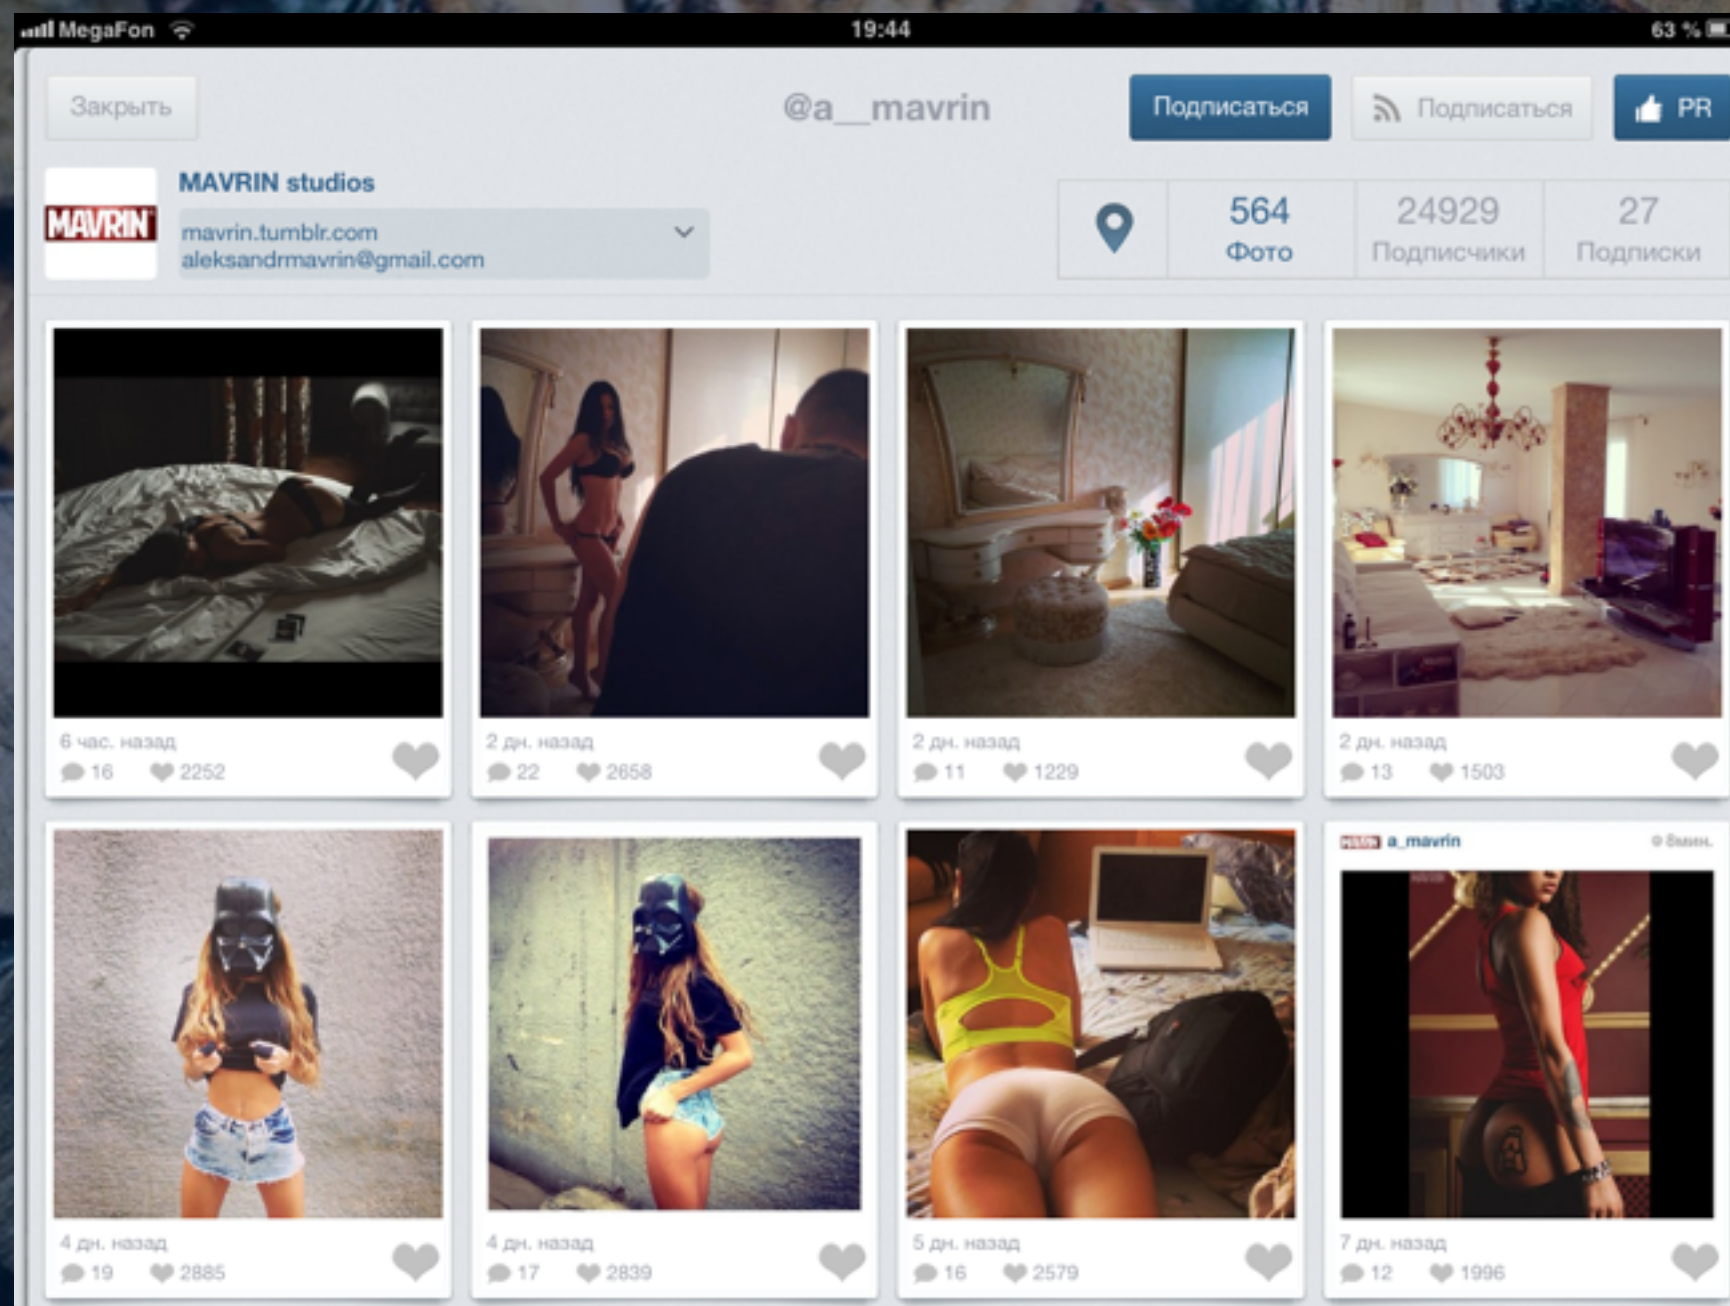 MegaFon
19:44
63 %
Закрыть
@a__mavrin
Подписаться
Подписаться
PR
MAVRIN
MAVRIN studios
mavrin.tumblr.com
aleksandrmavrin@gmail.com
564
Фото
24929
Подписчики
27
Подписки
6 час. назад
16 2252
2 дн. назад
22 2658
2 дн. назад
11 1229
2 дн. назад
13 1503
a_mavrin
8мин.
4 дн. назад
19 2885
4 дн. назад
17 2839
5 дн. назад
16 2579
7 дн. назад
12 1996